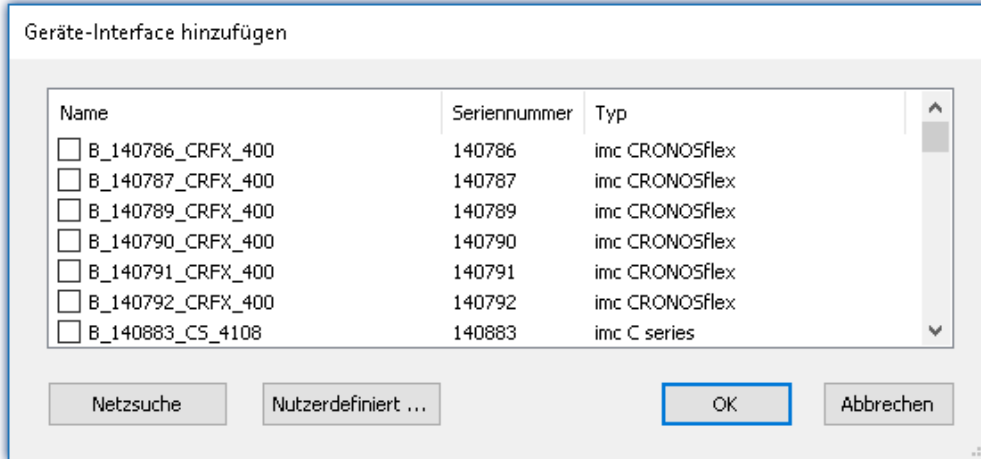 Geräte-Interface hinzufügen
Name Seriennummer Typ
B_140786_CRFX_400 140786 imc CRONOSflex
B_140787_CRFX_400 140787 imc CRONOSflex
B_140789_CRFX_400 140789 imc CRONOSflex
B_140790_CRFX_400 140790 imc CRONOSflex
B_140791_CRFX_400 140791 imc CRONOSflex
B_140792_CRFX_400 140792 imc CRONOSflex
B_140883_CS_4108 140883 imc C series
Netzsuche Nutzerdefiniert ... OK Abbrechen